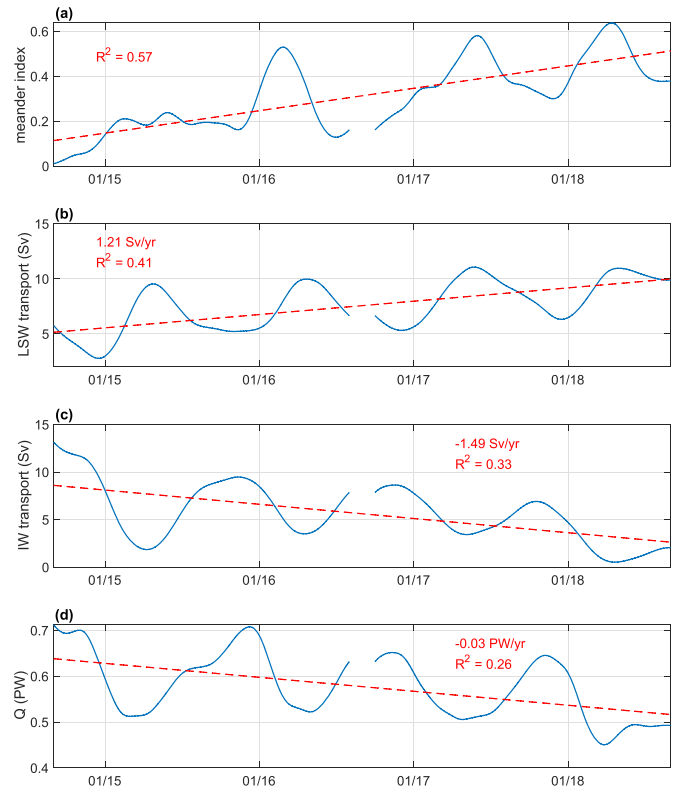 (a)
0.6
R² = 0.57
0.4
meander index
0.2
0
01/15 01/16 01/17 01/18
(b)
15
1.21 Sv/yr
R² = 0.41
10
LSW transport (Sv)
5
01/15 01/16 01/17 01/18
(c)
15
-1.49 Sv/yr
R² = 0.33
10
IW transport (Sv)
5
0
01/15 01/16 01/17 01/18
(d)
0.7
-0.03 PW/yr
R² = 0.26
0.6
Q (PW)
0.5
0.4
01/15 01/16 01/17 01/18